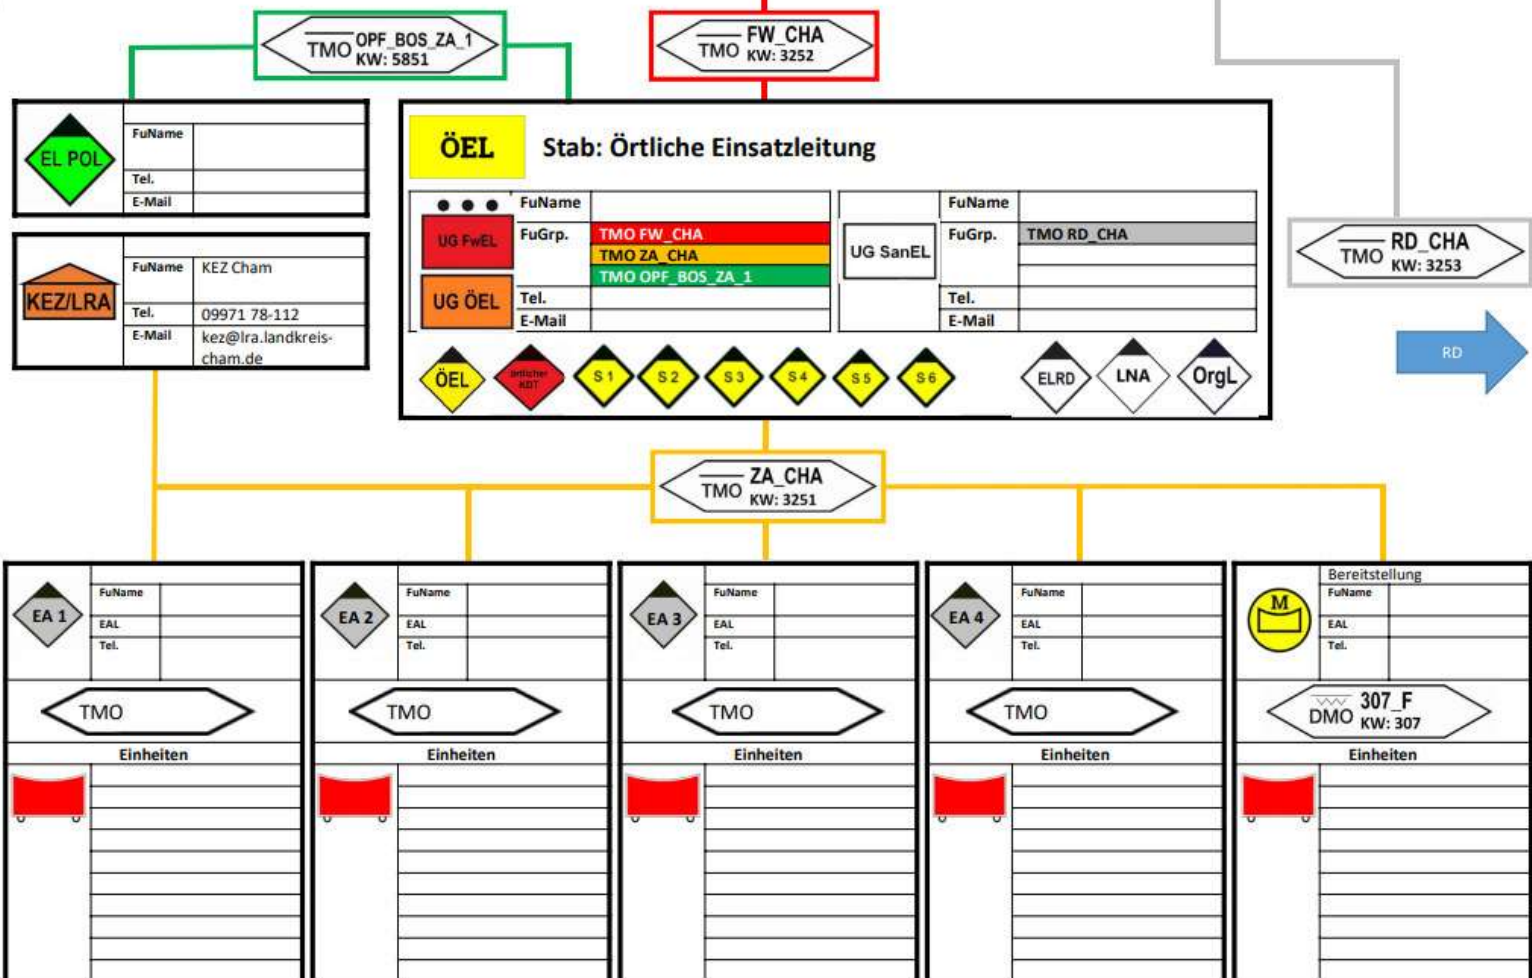 TMO OPF_BOS_ZA_1
KW: 5851
TMO FW_CHA
KW: 3252
EL POL
FuName
Tel.
E-Mail
ÖEL
Stab: Örtliche Einsatzleitung
UG FwEL
UG ÖEL
FuName
FuGrp.
TMO FW_CHA
TMO ZA_CHA
TMO OPF_BOS_ZA_1
Tel.
E-Mail
UG SanEL
FuName
FuGrp.
TMO RD_CHA
Tel.
E-Mail
TMO RD_CHA
KW: 3253
RD
KEZ/LRA
FuName KEZ Cham
Tel. 09971 78-112
E-Mail kez@lra.landkreis-
cham.de
ÖEL
örtlicher
KDT
S 1
S 2
S 3
S 4
S 5
S 6
ELRD
LNA
OrgL
TMO ZA_CHA
KW: 3251
EA 1
FuName
EAL
Tel.
TMO
Einheiten
EA 2
FuName
EAL
Tel.
TMO
Einheiten
EA 3
FuName
EAL
Tel.
TMO
Einheiten
EA 4
FuName
EAL
Tel.
TMO
Einheiten
Bereitstellung
M
FuName
EAL
Tel.
DMO 307_F
KW: 307
Einheiten